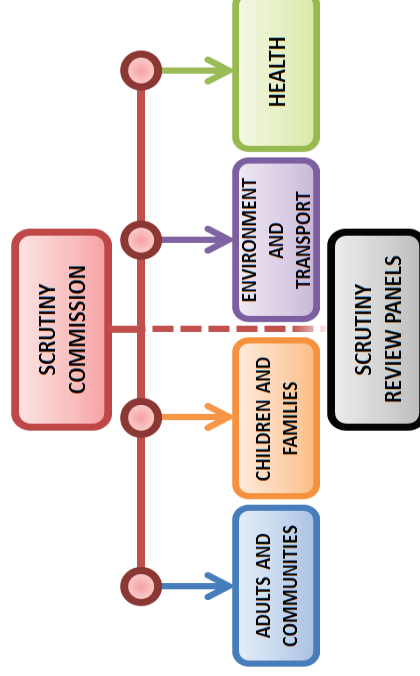 SCRUTINY
COMMISSION
ADULTS AND
COMMUNITIES
CHILDREN AND
FAMILIES
ENVIRONMENT
AND
TRANSPORT
HEALTH
SCRUTINY
REVIEW PANELS